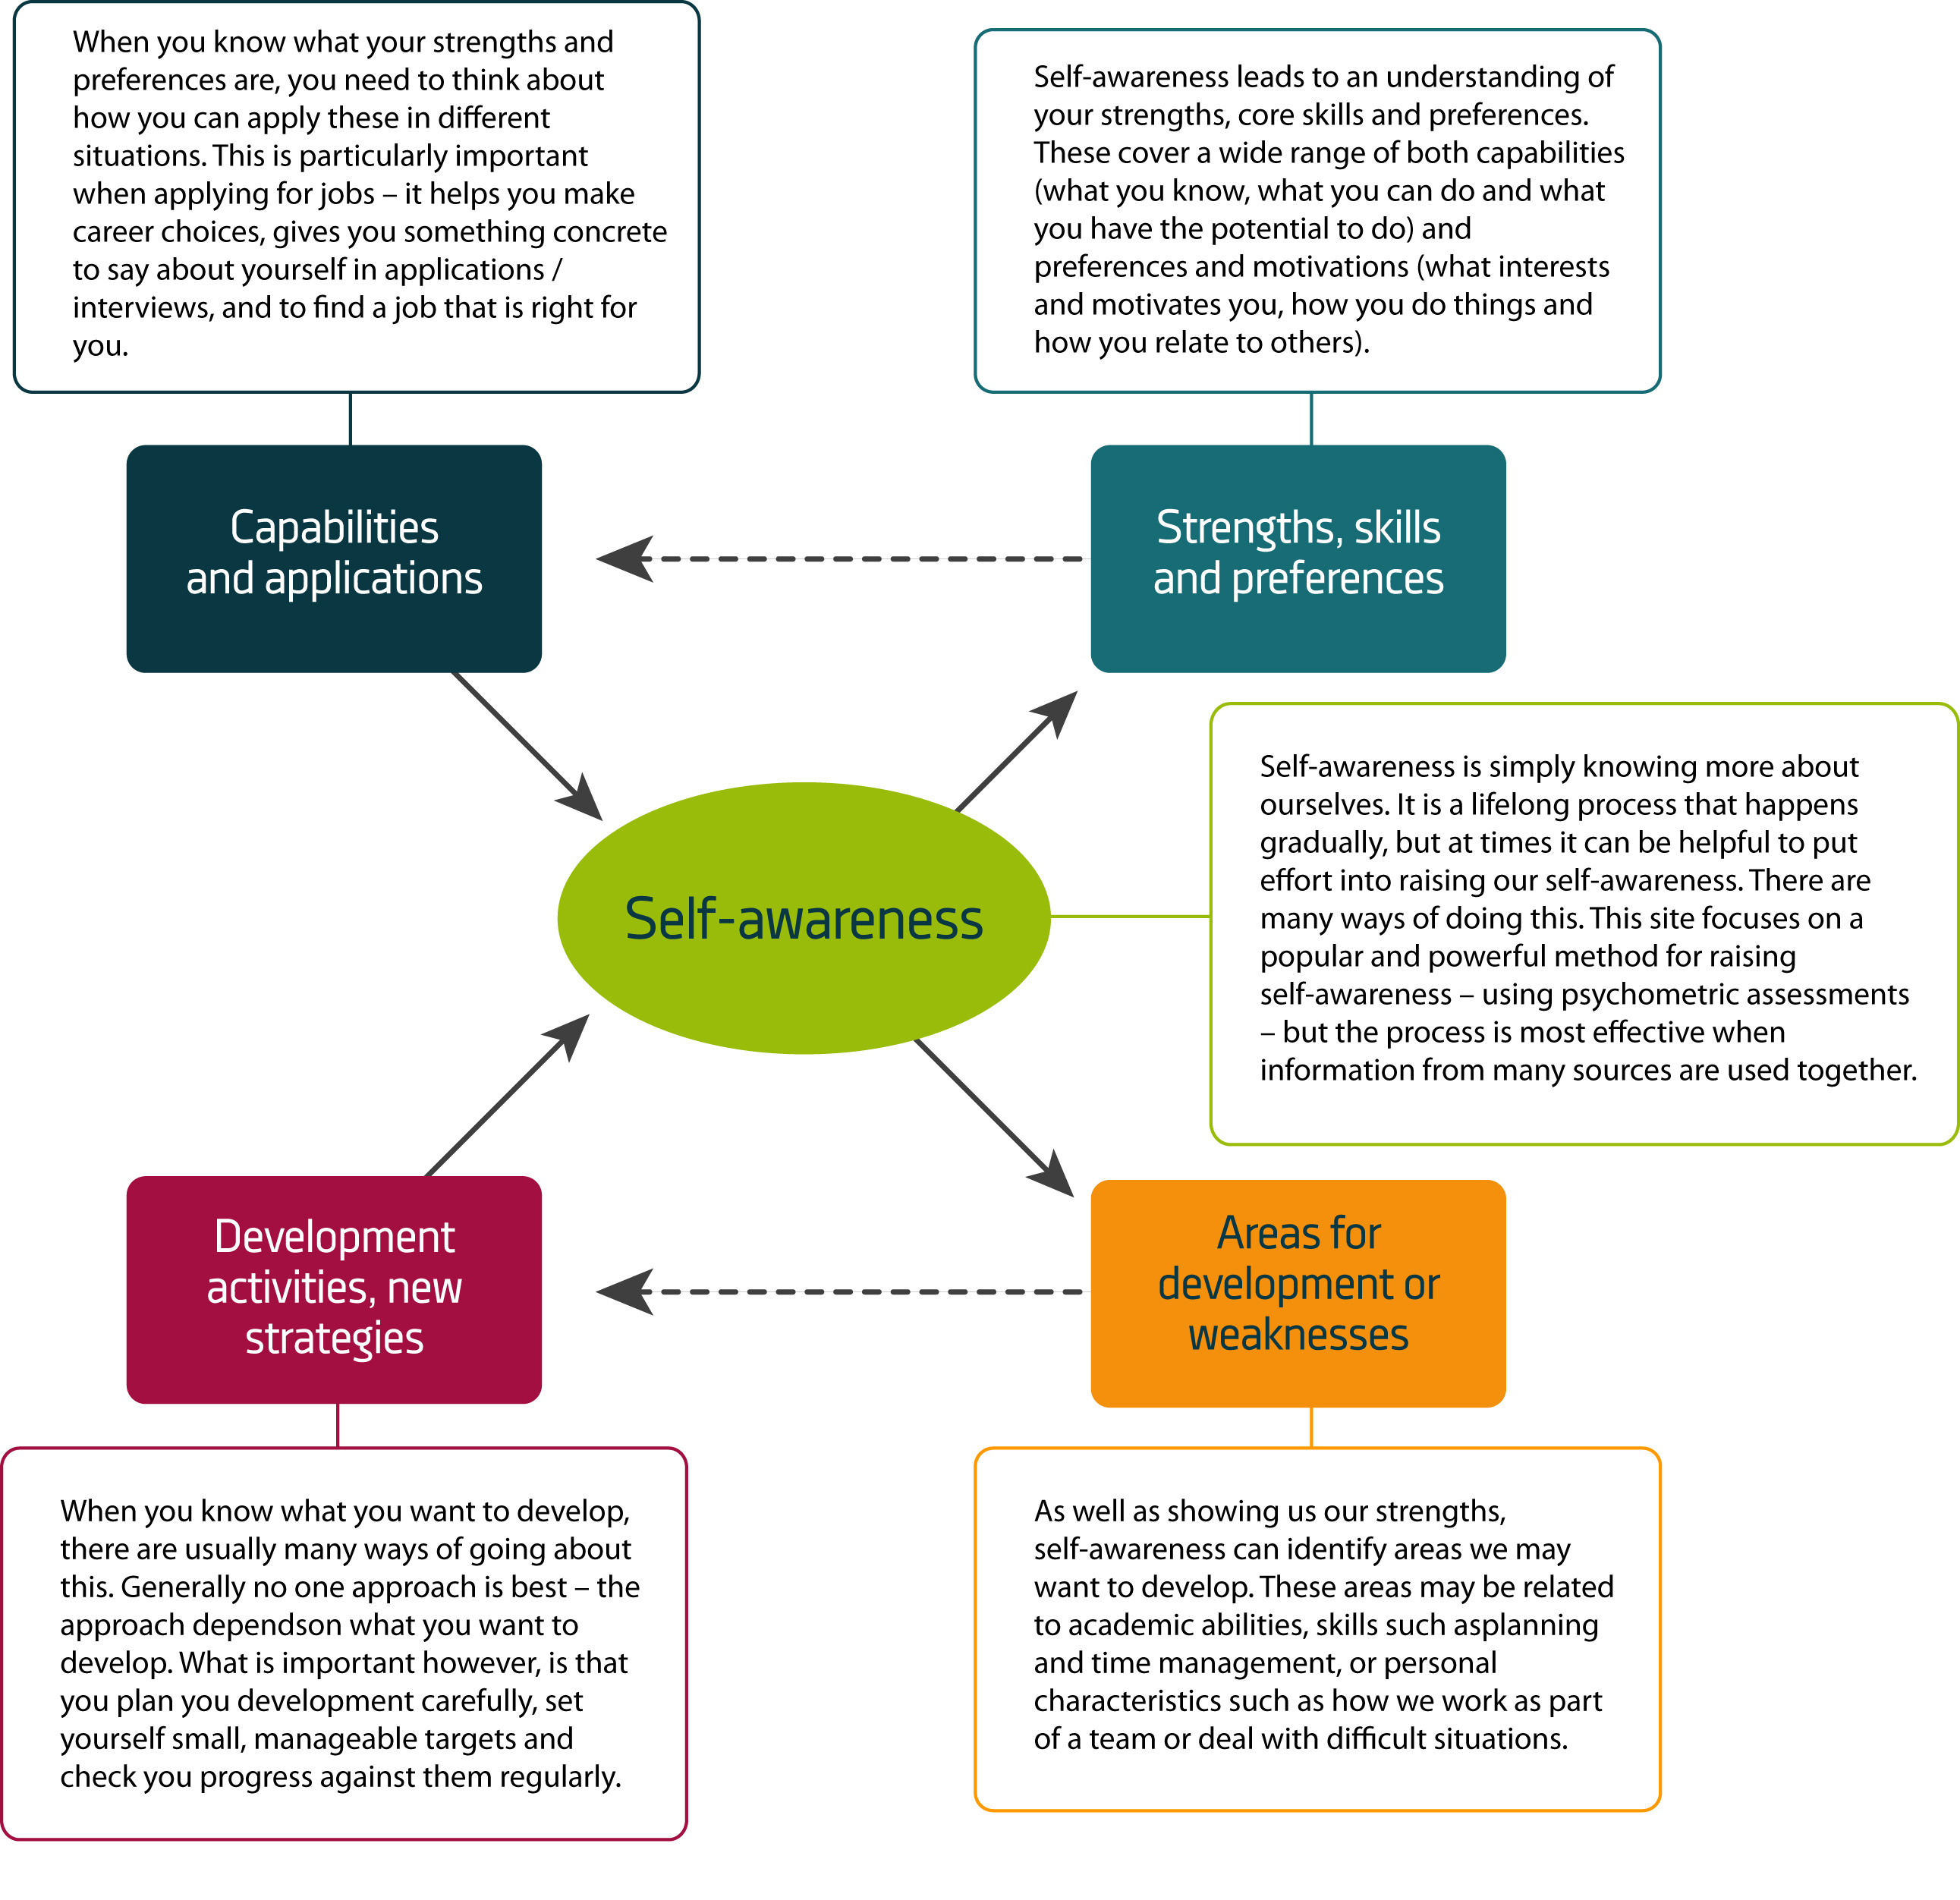 When you know what your strengths and
preferences are, you need to think about
how you can apply these in different
situations. This is particularly important
when applying for jobs – it helps you make
career choices, gives you something concrete
to say about yourself in applications /
interviews, and to find a job that is right for
you.
Self-awareness leads to an understanding of
your strengths, core skills and preferences.
These cover a wide range of both capabilities
(what you know, what you can do and what
you have the potential to do) and
preferences and motivations (what interests
and motivates you, how you do things and
how you relate to others).
Capabilities
and applications
Strengths, skills
and preferences
Self-awareness
Self-awareness is simply knowing more about
ourselves. It is a lifelong process that happens
gradually, but at times it can be helpful to put
effort into raising our self-awareness. There are
many ways of doing this. This site focuses on a
popular and powerful method for raising
self-awareness – using psychometric assessments
– but the process is most effective when
information from many sources are used together.
Development
activities, new
strategies
Areas for
development or
weaknesses
When you know what you want to develop,
there are usually many ways of going about
this. Generally no one approach is best – the
approach dependson what you want to
develop. What is important however, is that
you plan you development carefully, set
yourself small, manageable targets and
check you progress against them regularly.
As well as showing us our strengths,
self-awareness can identify areas we may
want to develop. These areas may be related
to academic abilities, skills such asplanning
and time management, or personal
characteristics such as how we work as part
of a team or deal with difficult situations.